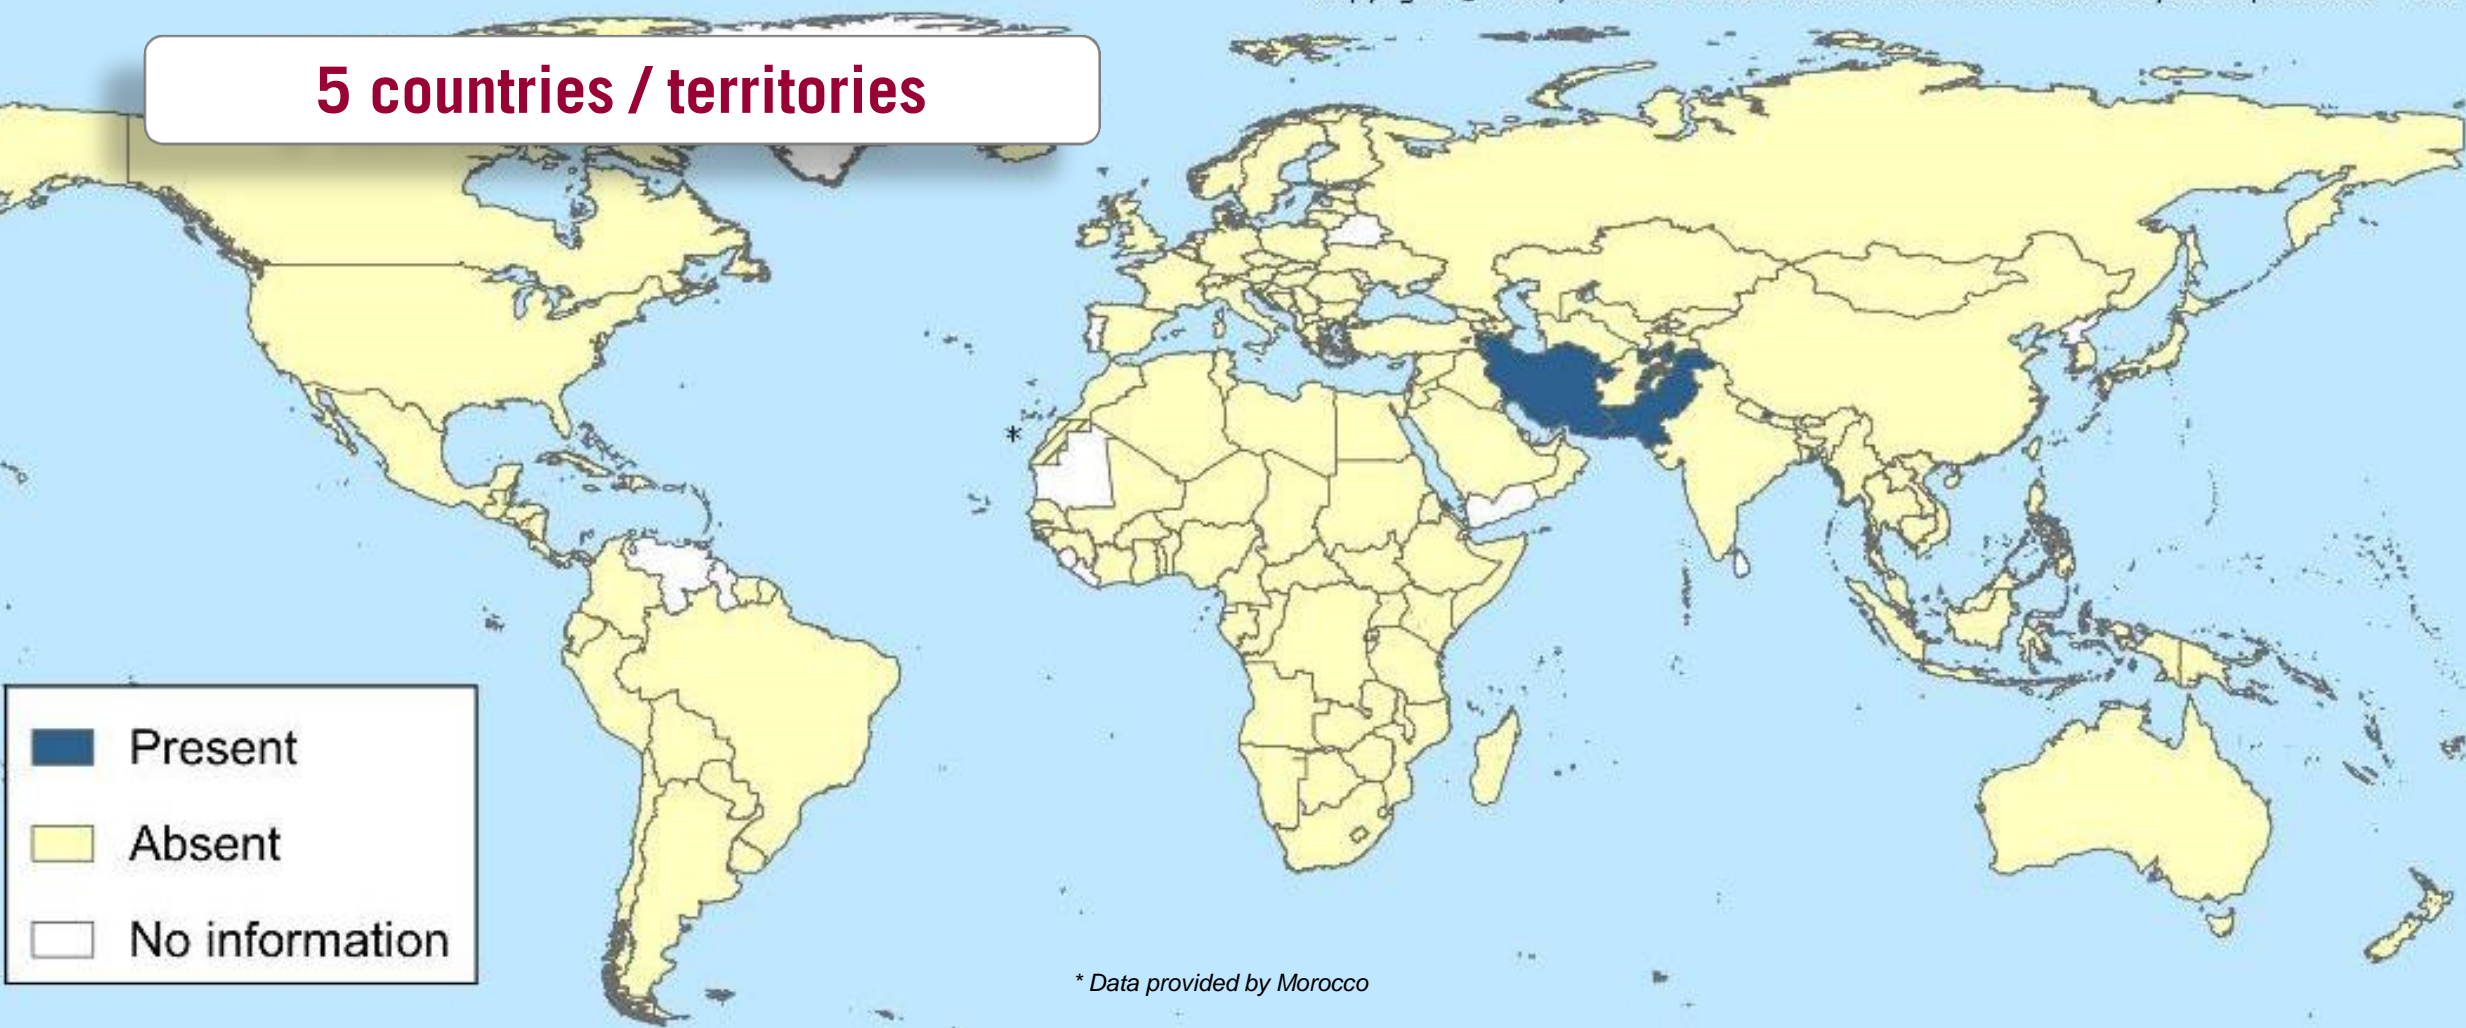 5 countries / territories
*
Present
Absent
No information
* Data provided by Morocco